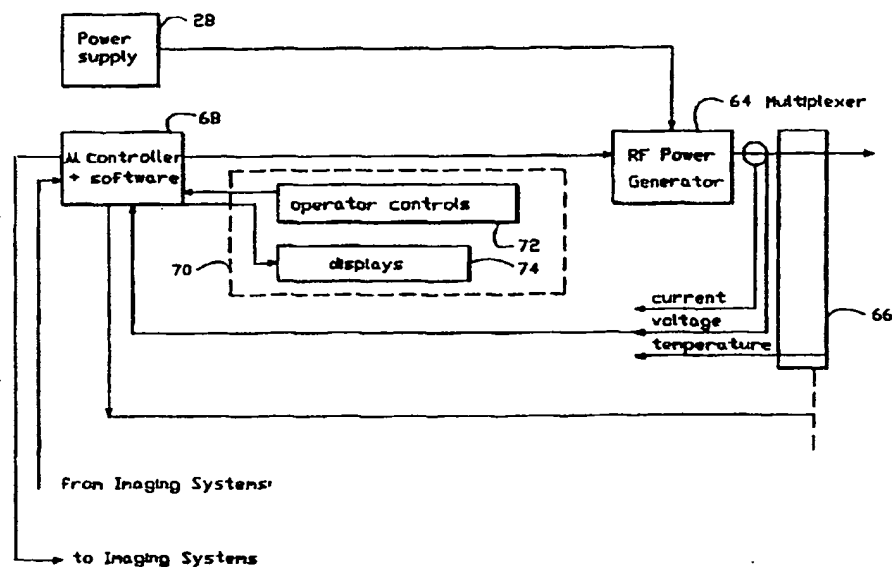 28
Power
supply
68
64 Multiplexer
μ controller
+ software
RF Power
Generator
operator controls
72
displays
74
70
current
voltage
temperature
66
from Imaging Systems
to Imaging Systems